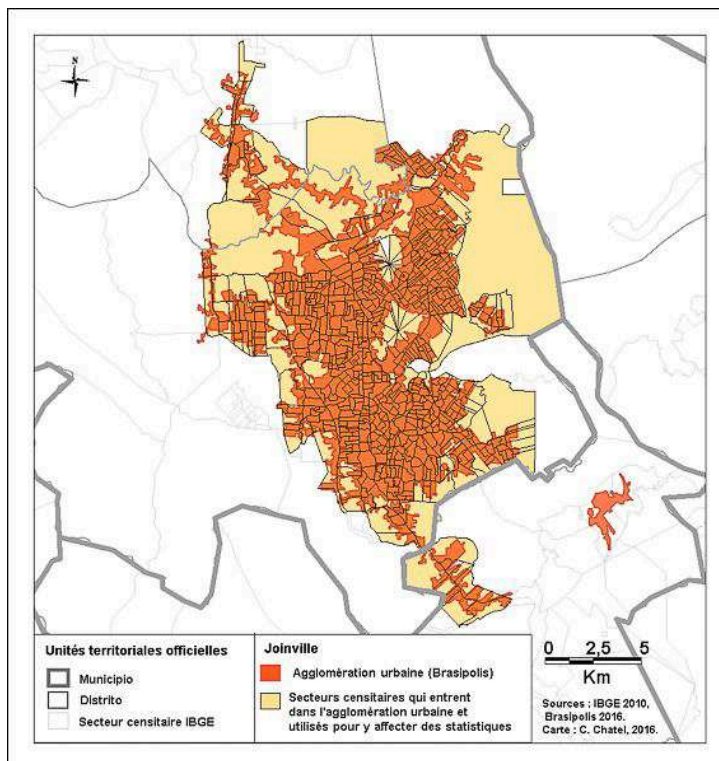 N
Unités territoriales officielles
Municipio
Distrito
Secteur censitaire IBGE
Joinville
Agglomération urbaine (Brasipolis)
Secteurs censitaires qui entrent
dans l'agglomération urbaine et
utilisés pour y affecter des statistiques
0 2,5 5
Km
Sources : IBGE 2010,
Brasipolis 2016.
Carte : C. Chatel, 2016.